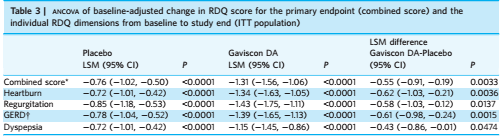 Table 3 | ANCOVA of baseline-adjusted change in RDQ score for the primary endpoint (combined score) and the
individual RDQ dimensions from baseline to study end (ITT population)
LSM difference
Placebo Gaviscon DA Gaviscon DA-Placebo
LSM (95% CI) P LSM (95% CI) P (95% CI) P
Combined score* −0.76 (−1.02, −0.50) <0.0001 −1.31 (−1.56, −1.06) <0.0001 −0.55 (−0.91, −0.19) 0.0033
Heartburn −0.72 (−1.01, −0.42) <0.0001 −1.34 (−1.63, −1.05) <0.0001 −0.62 (−1.03, −0.21) 0.0036
Regurgitation −0.85 (−1.18, −0.53) <0.0001 −1.43 (−1.75, −1.11) <0.0001 −0.58 (−1.03, −0.12) 0.0137
GERD† −0.78 (−1.04, −0.52) <0.0001 −1.39 (−1.65, −1.13) <0.0001 −0.61 (−0.98, −0.24) 0.0015
Dyspepsia −0.72 (−1.01, −0.42) <0.0001 −1.15 (−1.45, −0.86) <0.0001 −0.43 (−0.86, −0.01) 0.0474